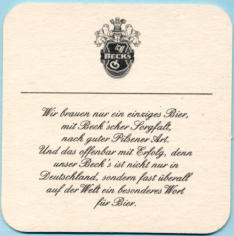 BECK'S
Wir brauen nur ein einziges Bier,
mit Beck'scher Sorgfalt,
nach guter Pilsener Art.
Und das offenbar mit Erfolg, denn
unser Beck's ist nicht nur in
Deutschland, sondern fast überall
auf der Welt ein besonderes Wort
für Bier.